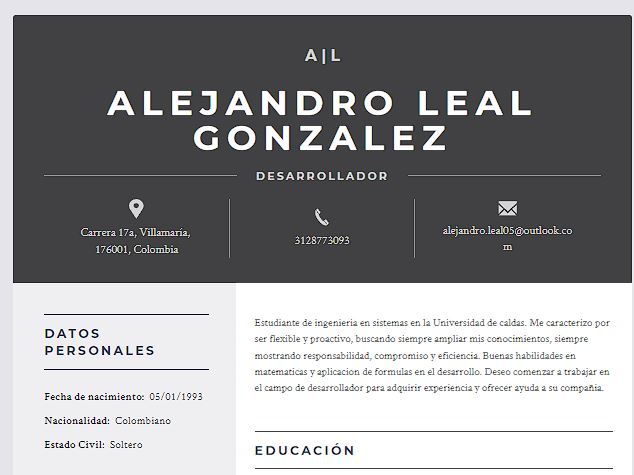 A|L
ALEJANDRO LEAL
GONZALEZ
DESARROLLADOR
Carrera 17a, Villamaria,
176001, Colombia
3128773093
alejandro.leal05@outlook.co
m
DATOS
PERSONALES
Fecha de nacimiento: 05/01/1993
Nacionalidad: Colombiano
Estado Civil: Soltero
Estudiante de ingenieria en sistemas en la Universidad de caldas. Me caracterizo por
ser flexible y proactivo, buscando siempre ampliar mis conocimientos, siempre
mostrando responsabilidad, compromiso y eficiencia. Buenas habilidades en
matematicas y aplicacion de formulas en el desarrollo. Deseo comenzar a trabajar en
el campo de desarrollador para adquirir experiencia y ofrecer ayuda a su compañia.
EDUCACIÓN